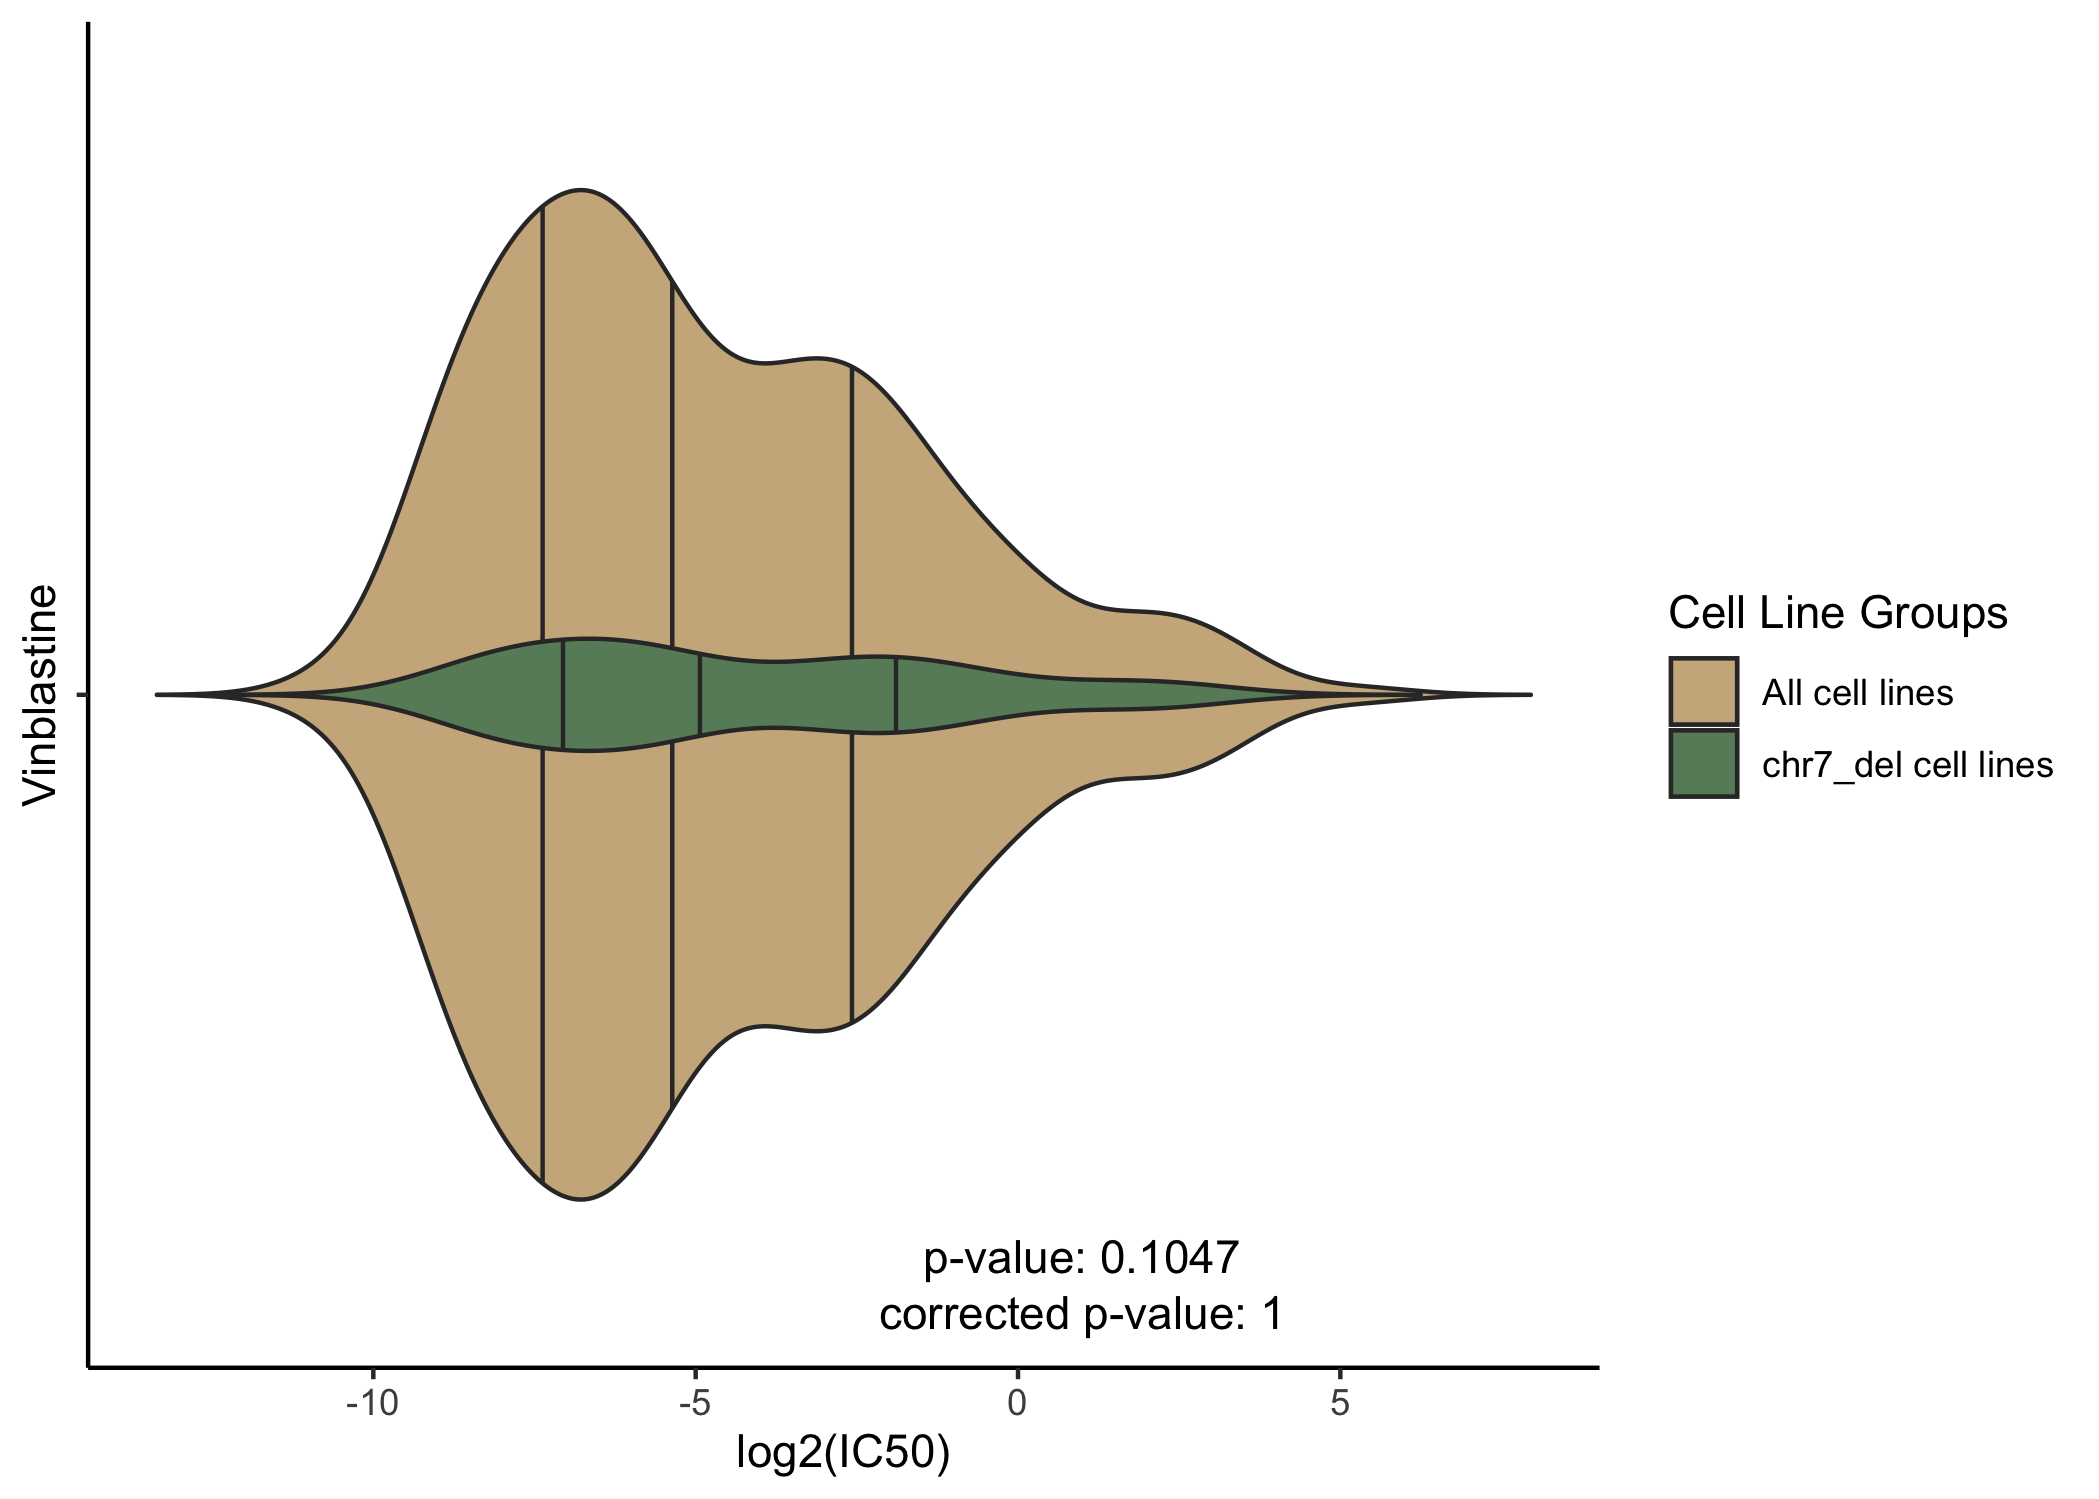 Vinblastine
Cell Line Groups
All cell lines
chr7_del cell lines
p-value: 0.1047
corrected p-value: 1
-10 -5 0 5
log2(IC50)